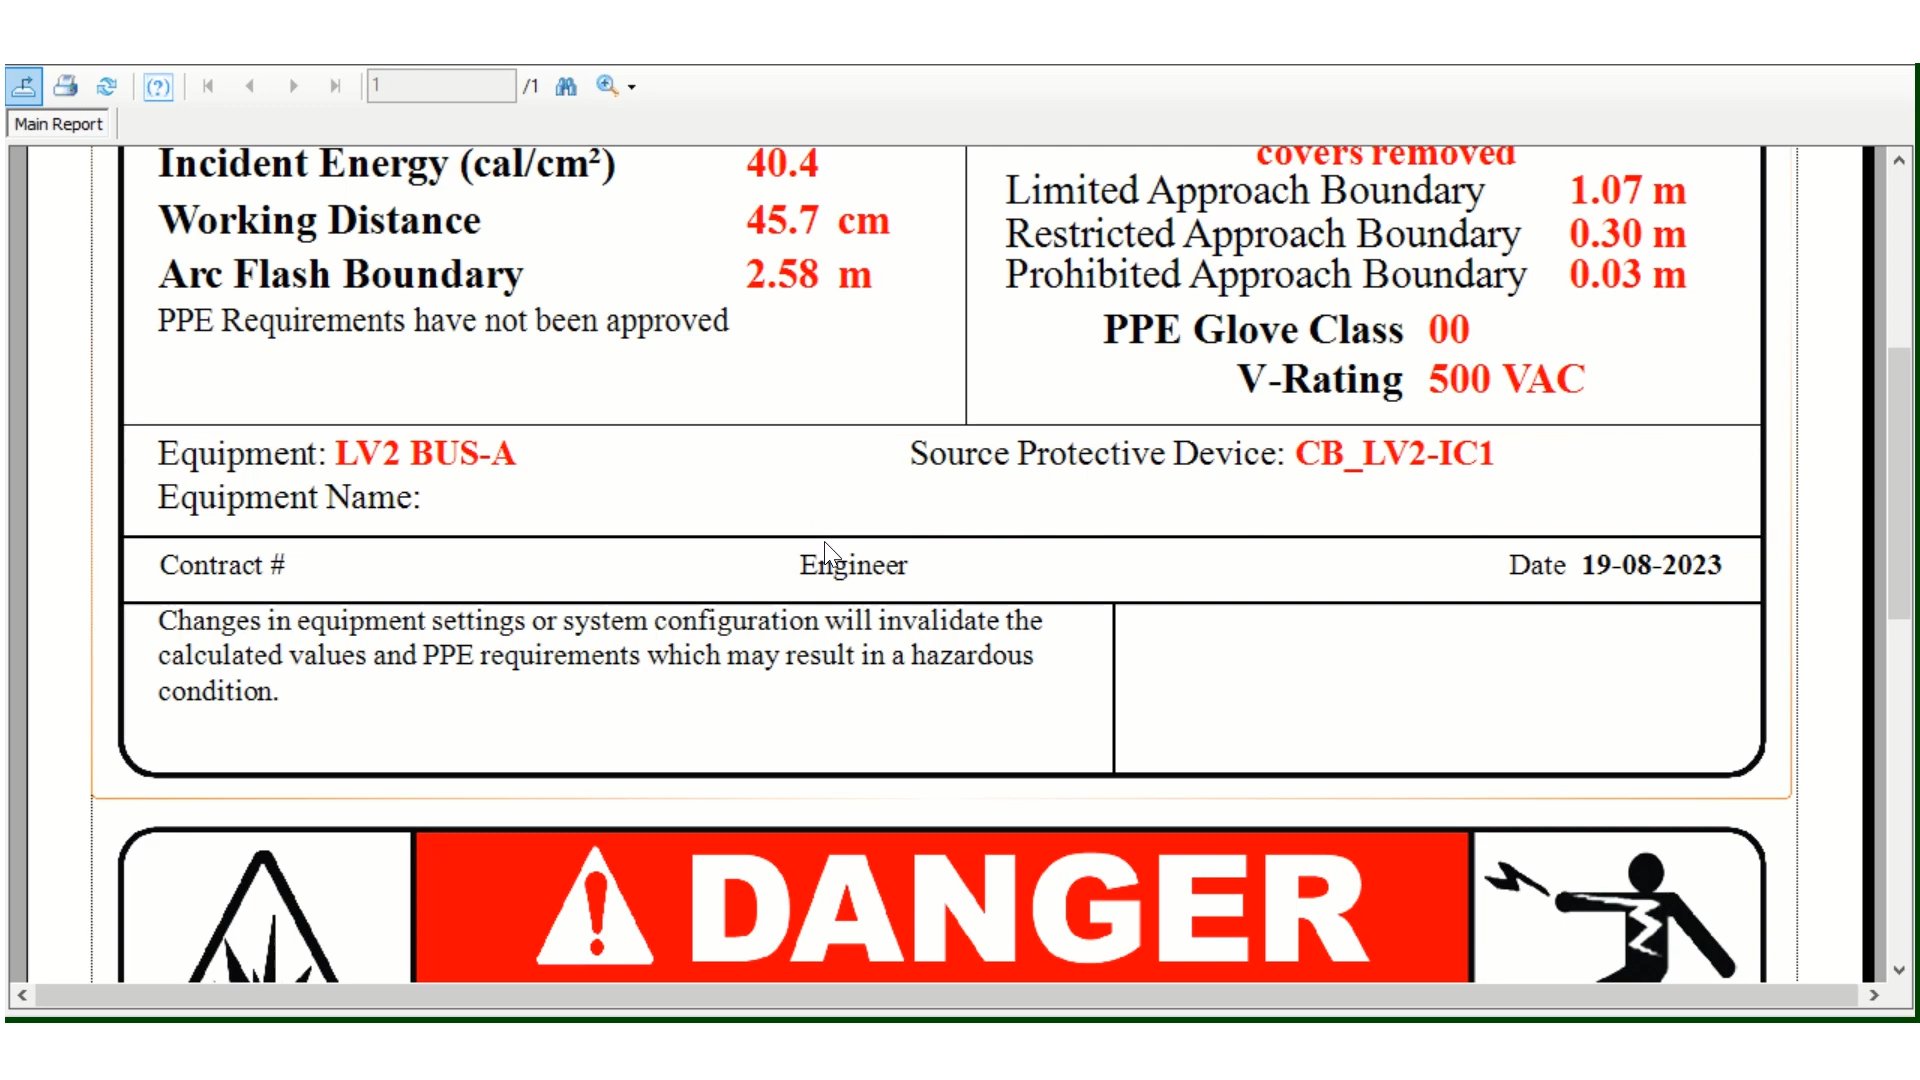 1 /1
Main Report
Incident Energy (cal/cm²) 40.4
Working Distance 45.7 cm
Arc Flash Boundary 2.58 m
PPE Requirements have not been approved
covers removed
Limited Approach Boundary 1.07 m
Restricted Approach Boundary 0.30 m
Prohibited Approach Boundary 0.03 m
PPE Glove Class 00
V-Rating 500 VAC
Equipment: LV2 BUS-A Source Protective Device: CB_LV2-IC1
Equipment Name:
Contract # Engineer Date 19-08-2023
Changes in equipment settings or system configuration will invalidate the
calculated values and PPE requirements which may result in a hazardous
condition.
DANGER